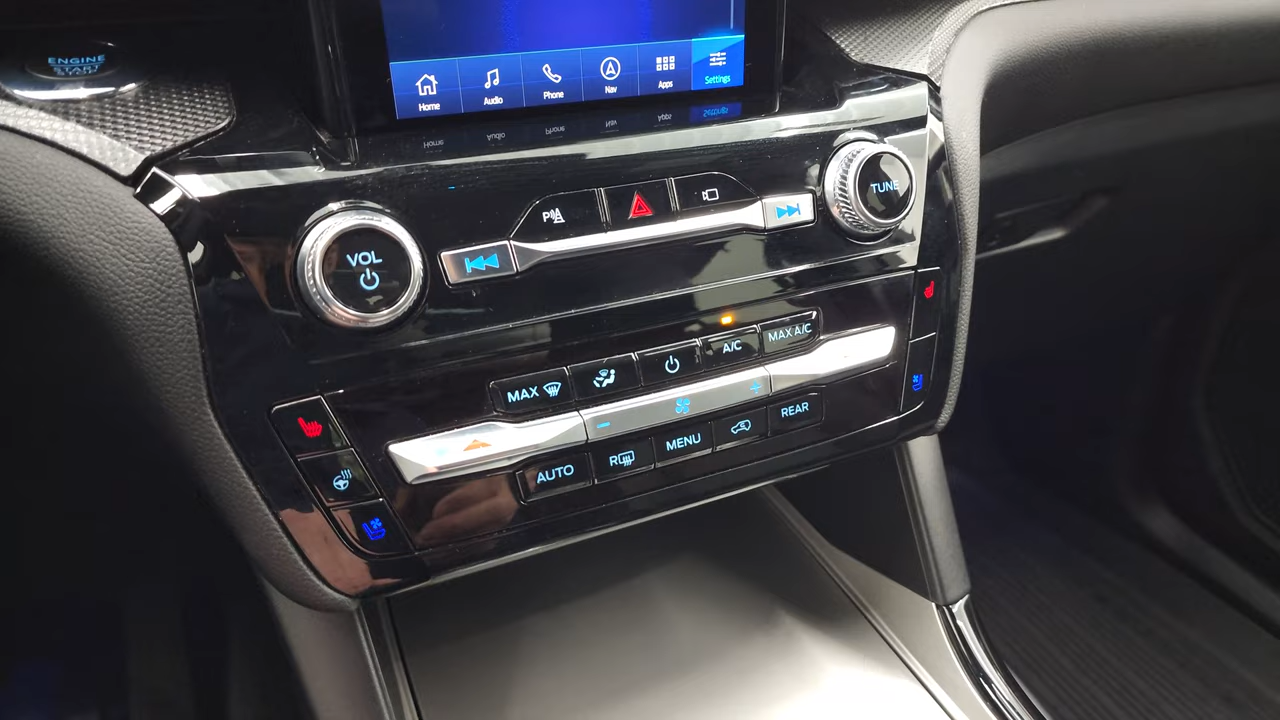 ENGINE
START
STOP
Home
Audio
Phone
Nav
Apps
Settings
TUNE
P
VOL
MAX
A/C
MAX A/C
AUTO
R
MENU
REAR